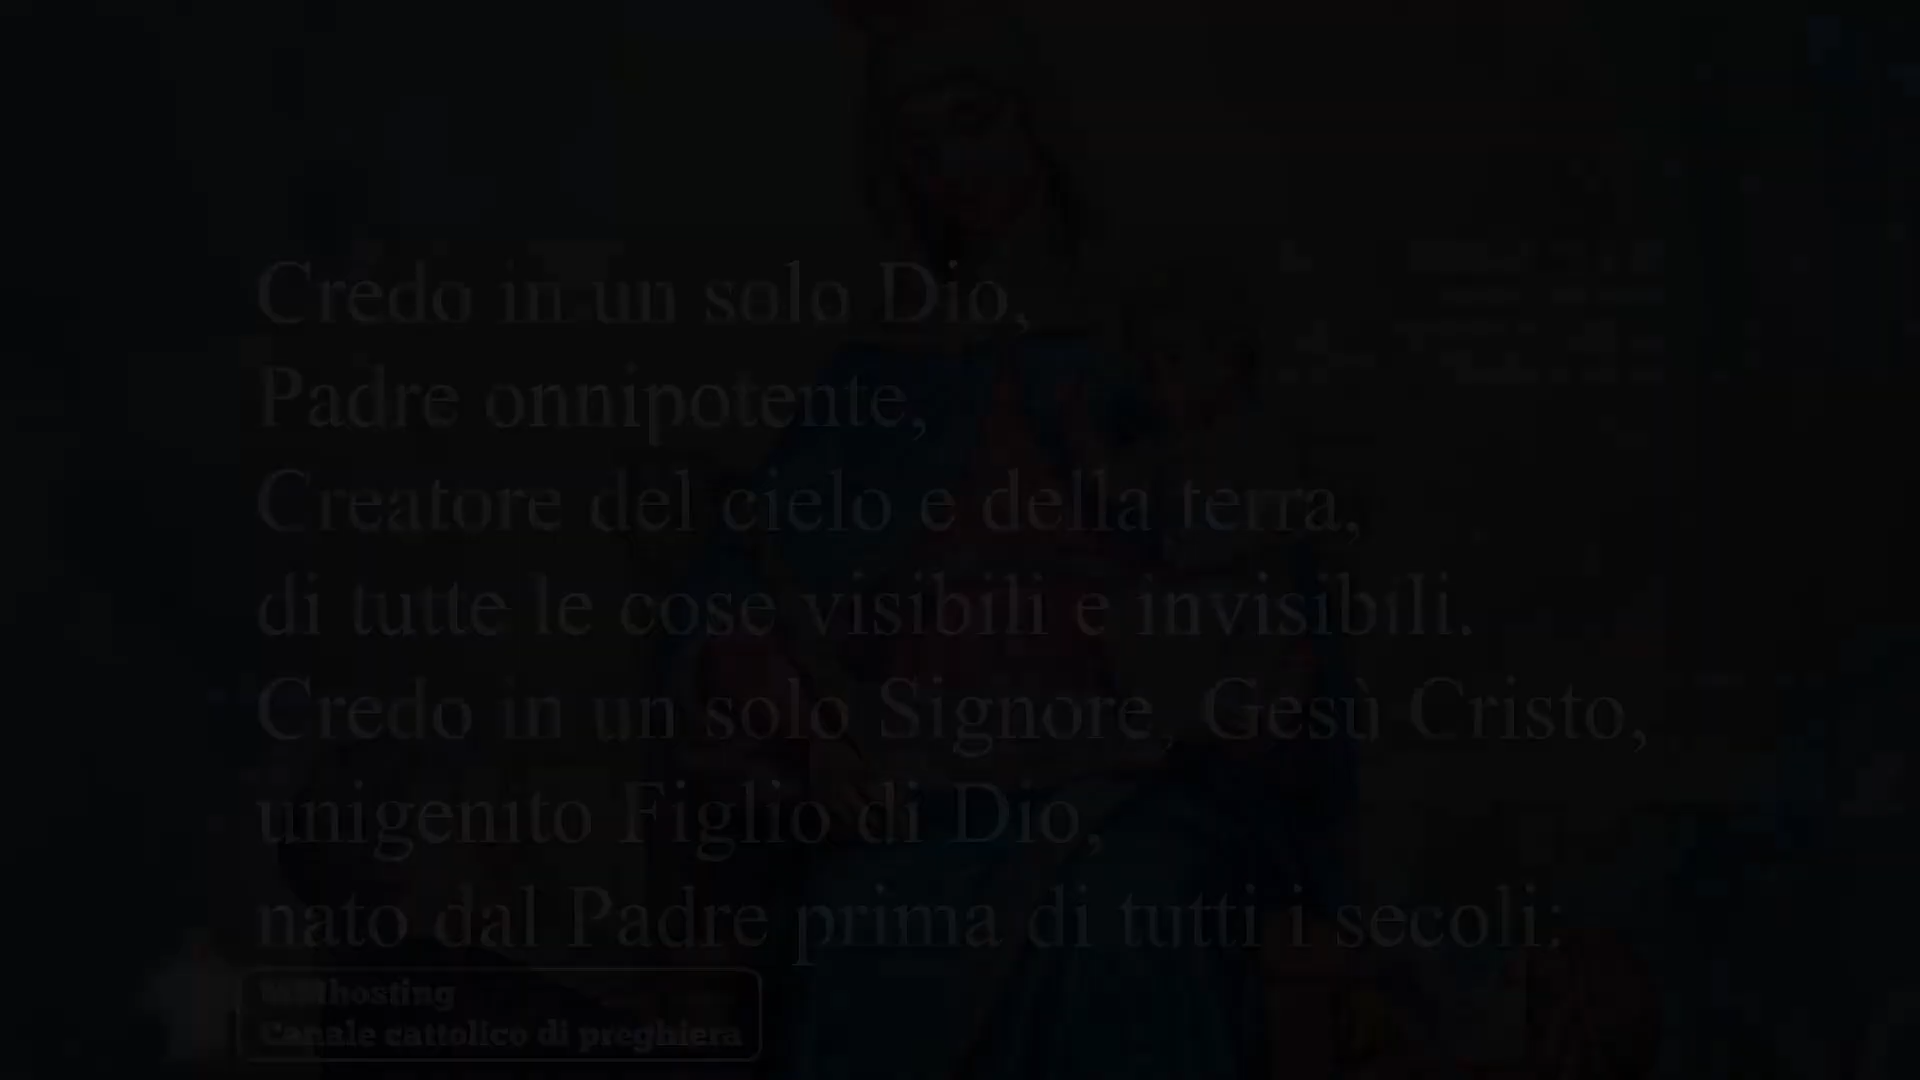 Credo in un solo Dio,
Padre onnipotente,
Creatore del cielo e della terra,
di tutte le cose visibili e invisibili.
Credo in un solo Signore, Gesù Cristo,
unigenito Figlio di Dio,
nato dal Padre prima di tutti i secoli:
Canale cattolico di preghiera